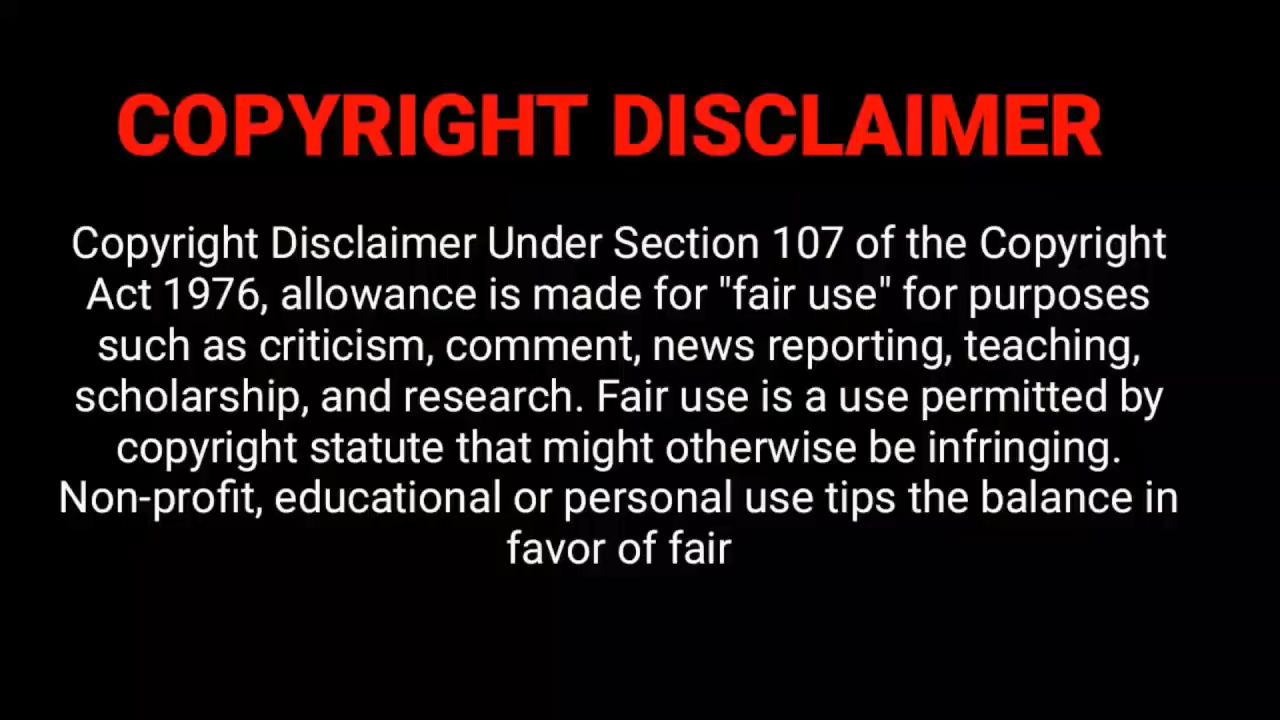 COPYRIGHT DISCLAIMER
Copyright Disclaimer Under Section 107 of the Copyright
Act 1976, allowance is made for "fair use" for purposes
such as criticism, comment, news reporting, teaching,
scholarship, and research. Fair use is a use permitted by
copyright statute that might otherwise be infringing.
Non-profit, educational or personal use tips the balance in
favor of fair